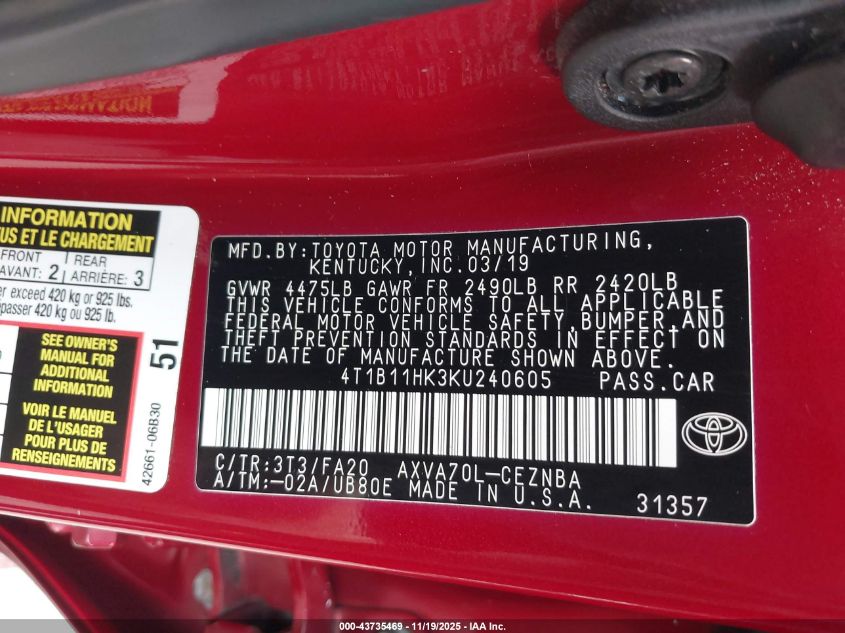 INFORMATION
TUS ET LE CHARGEMENT
FRONT
AVANT: 2
REAR
ARRIÈRE: 3
er exceed 420 kg or 925 lbs.
passer 420 kg ou 925 lb.
SEE OWNER'S
MANUAL FOR
ADDITIONAL
INFORMATION
VOIR LE MANUEL
DE L'USAGER
POUR PLUS DE
RENSEIGNEMENTS
51
42661-06B30
MFD. BY: TOYOTA MOTOR MANUFACTURING,
KENTUCKY, INC. 03/19
GVWR 4475LB GAWR FR 2490LB RR 2420LB
THIS VEHICLE CONFORMS TO ALL APPLICABLE
FEDERAL MOTOR VEHICLE SAFETY, BUMPER, AND
THEFT PREVENTION STANDARDS IN EFFECT ON
THE DATE OF MANUFACTURE SHOWN ABOVE.
4T1B11HK3KU240605 PASS.CAR
C/TR: 3T3/FA20 AXVA70L-CEZNBA
A/TM:-02A/UB80E MADE IN U.S.A.
31357
000-43735469 - 11/19/2025 - IAA Inc.